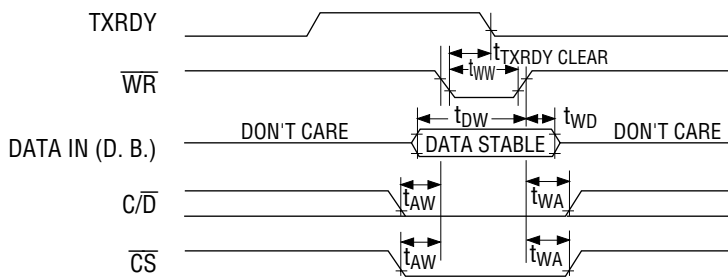 TXRDY
tTXRDY CLEAR
tWW
WR
tDW
tWD
DATA IN (D. B.)
DON'T CARE
DATA STABLE
DON'T CARE
C/D
tAW
tWA
CS
tAW
tWA